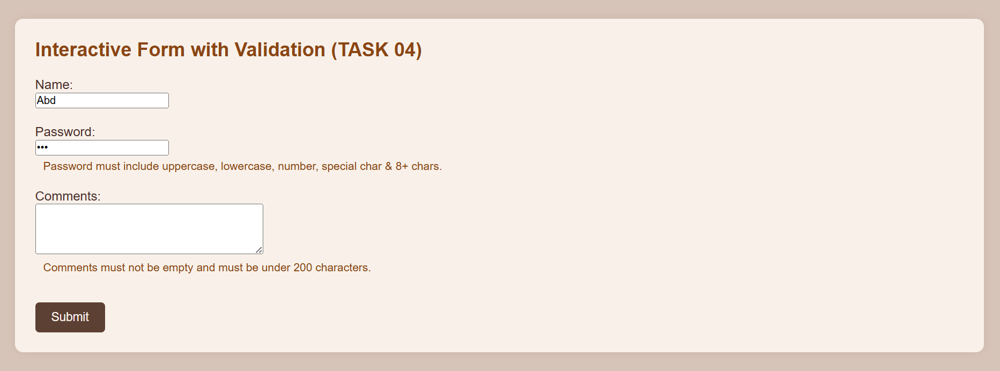 Interactive Form with Validation (TASK 04)
Name:
Abd
Password:
•••
Password must include uppercase, lowercase, number, special char & 8+ chars.
Comments:
Comments must not be empty and must be under 200 characters.
Submit